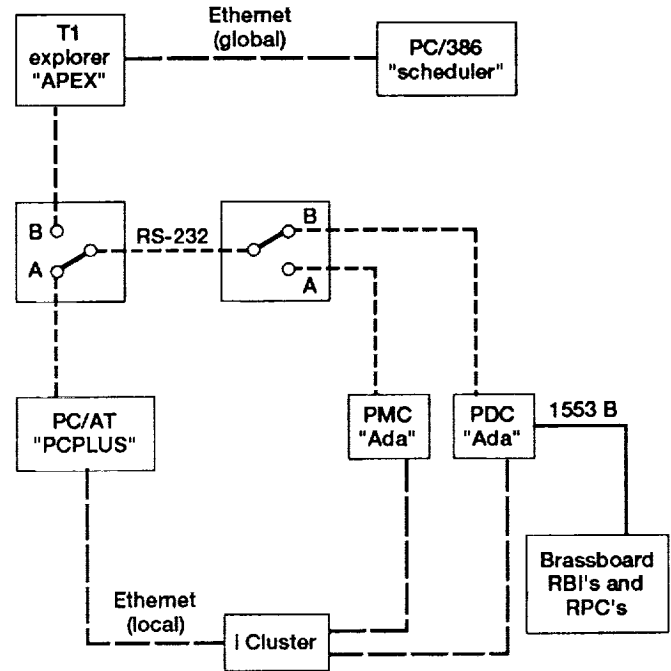 Ethernet
(global)
T1
explorer
"APEX"
PC/386
"scheduler"
B
A
RS-232
B
A
PC/AT
"PCPLUS"
PMC
"Ada"
PDC
"Ada"
1553 B
Brassboard
RBI's and
RPC's
Ethernet
(local)
I Cluster